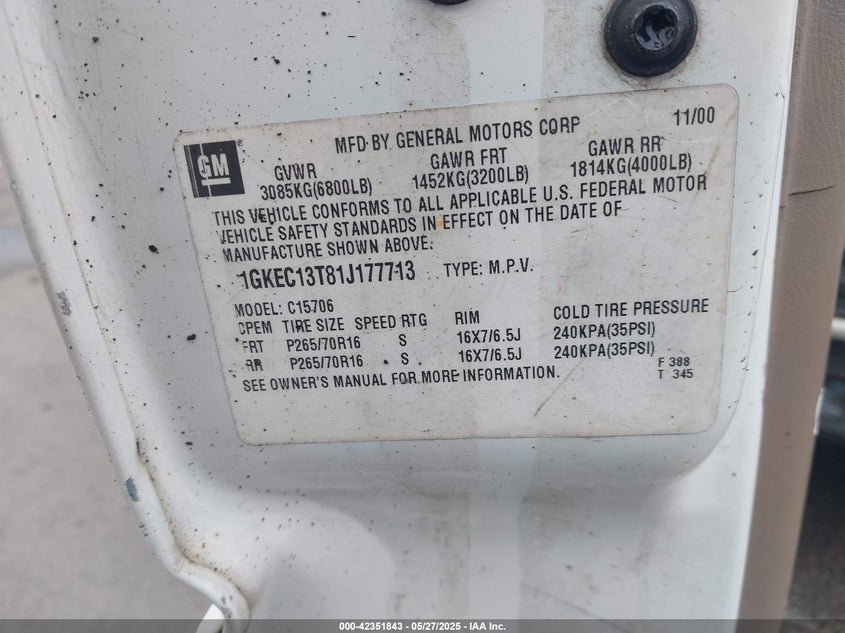 MFD BY GENERAL MOTORS CORP 11/00
GM
GVWR GAWR FRT GAWR RR
3085KG(6800LB) 1452KG(3200LB) 1814KG(4000LB)
THIS VEHICLE CONFORMS TO ALL APPLICABLE U.S. FEDERAL MOTOR
VEHICLE SAFETY STANDARDS IN EFFECT ON THE DATE OF
MANUFACTURE SHOWN ABOVE.
1GKEC13T81J177713 TYPE: M.P.V.
MODEL: C15706
OPEM TIRE SIZE SPEED RTG RIM COLD TIRE PRESSURE
FRT P265/70R16 S 16X7/6.5J 240KPA(35PSI)
RR P265/70R16 S 16X7/6.5J 240KPA(35PSI)
SEE OWNER'S MANUAL FOR MORE INFORMATION.
F 388
T 345
000-42351843 — 05/27/2025 — IAA Inc.